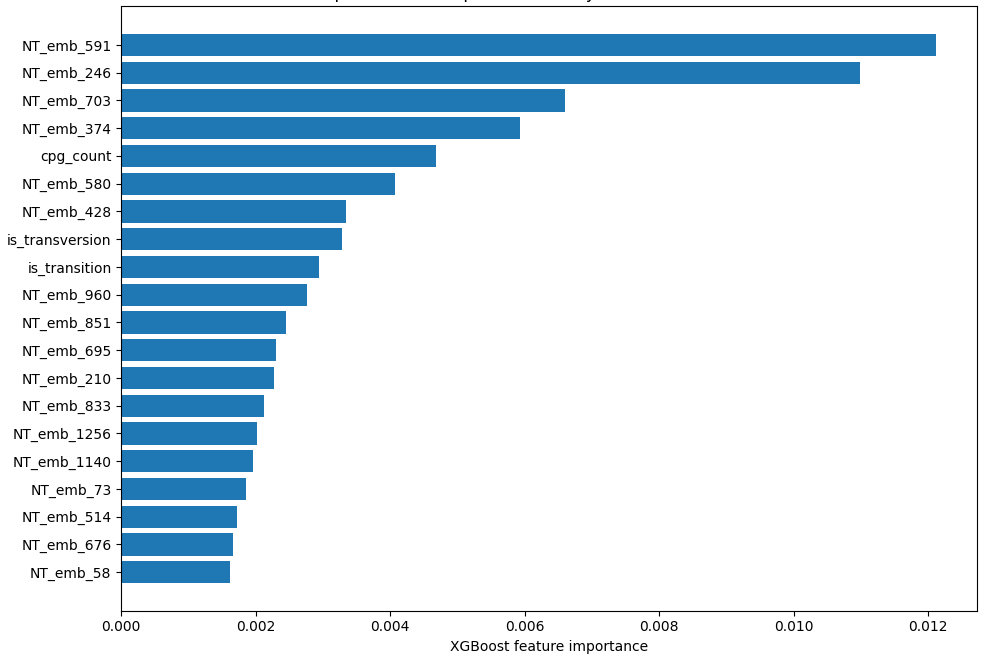 NT_emb_591
NT_emb_246
NT_emb_703
NT_emb_374
cpg_count
NT_emb_580
NT_emb_428
is_transversion
is_transition
NT_emb_960
NT_emb_851
NT_emb_695
NT_emb_210
NT_emb_833
NT_emb_1256
NT_emb_1140
NT_emb_73
NT_emb_514
NT_emb_676
NT_emb_58
0.000 0.002 0.004 0.006 0.008 0.010 0.012
XGBoost feature importance